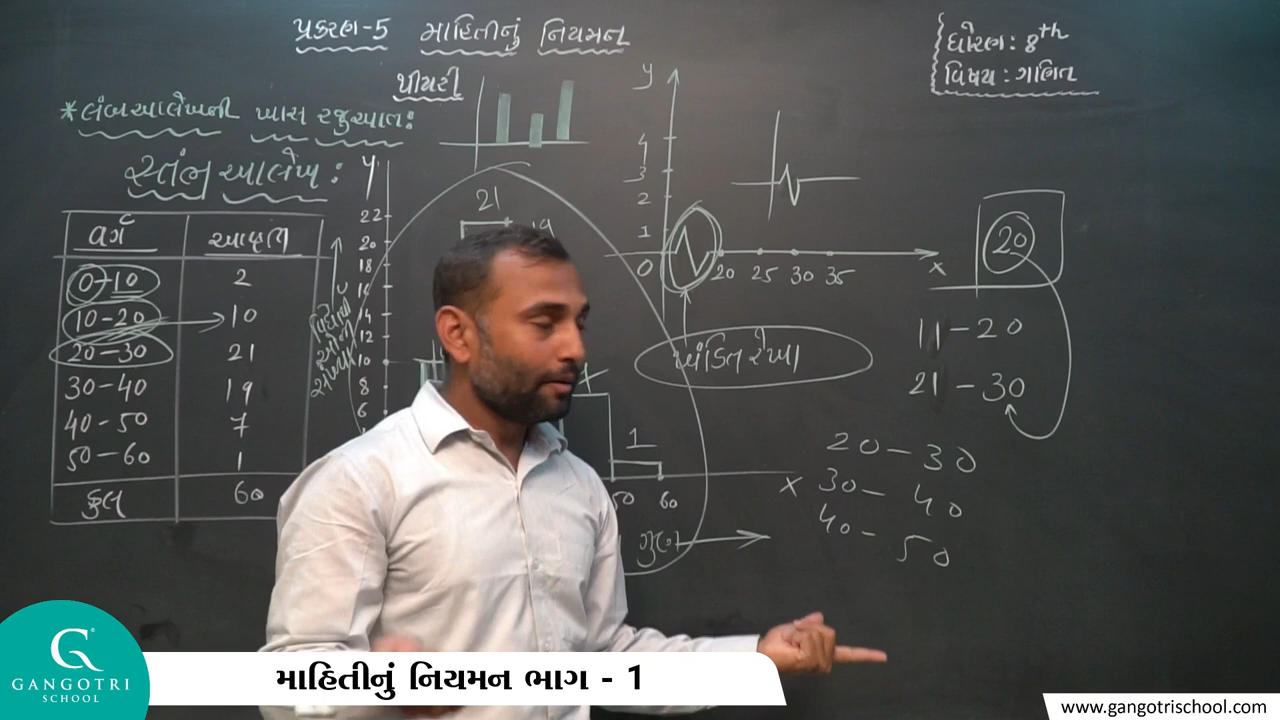 પ્રકરણ-5 માહિતીનું નિયમન
ધોરણ : 8th
વિષય : ગણિત
પીયરી
*લંબઆલેખની ખાસ રજુઆત:
સ્તંભ આલેખ :
વર્ગ આવૃત્તિ
0-10 2
10-20 10
20-30 21
30-40 19
40-50 7
50-60 1
કુલ 60
y
22
20
18
16
14
12
10
8
6
21
19
1
50 60
x
ગુણ
y
4
3
2
1
0 20 25 30 35 x
ખંડિત રેખા
20
11-20
21-30
20-30
30-40
40-50
GANGOTRI
SCHOOL
માહિતીનું નિયમન ભાગ - 1
www.gangotrischool.com